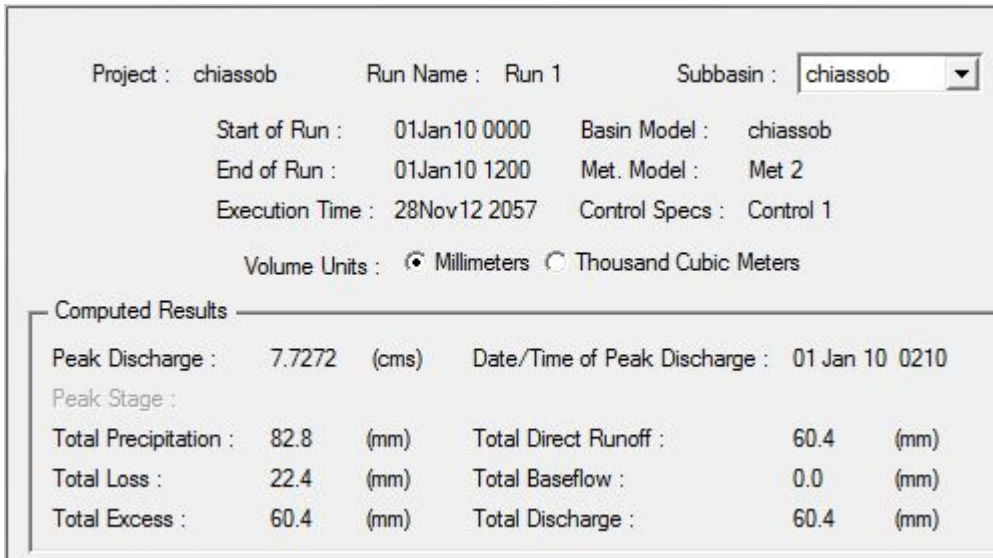 Project : chiassob Run Name : Run 1 Subbasin : chiassob
Start of Run : 01Jan10 0000 Basin Model : chiassob
End of Run : 01Jan10 1200 Met. Model : Met 2
Execution Time : 28Nov12 2057 Control Specs : Control 1
Volume Units : Millimeters Thousand Cubic Meters
Computed Results
Peak Discharge : 7.7272 (cms) Date/Time of Peak Discharge : 01 Jan 10 0210
Peak Stage :
Total Precipitation : 82.8 (mm) Total Direct Runoff : 60.4 (mm)
Total Loss : 22.4 (mm) Total Baseflow : 0.0 (mm)
Total Excess : 60.4 (mm) Total Discharge : 60.4 (mm)